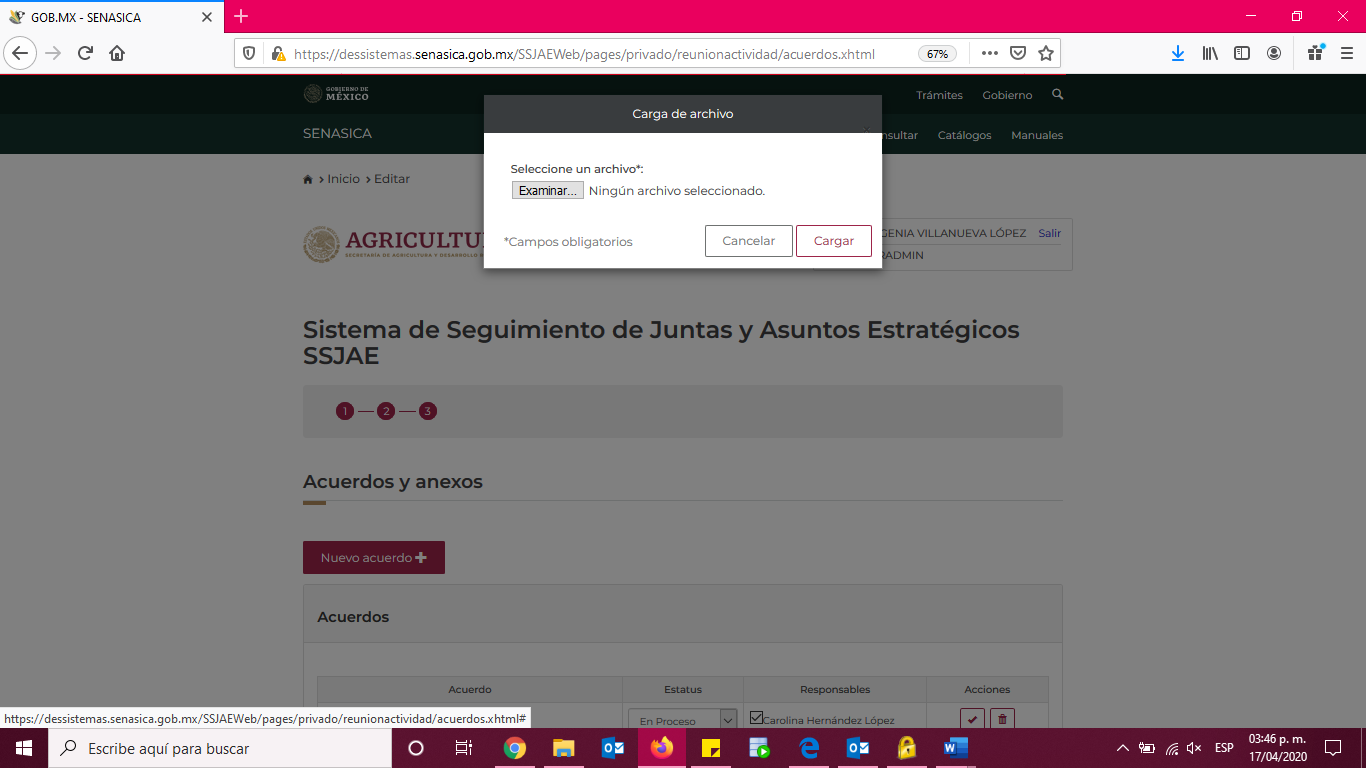 GOB.MX - SENASICA
https://dessistemas.senasica.gob.mx/SSJAEWeb/pages/privado/reunionactividad/acuerdos.xhtml
67%
GOBIERNO DE
MÉXICO
Trámites Gobierno
SENASICA
Catálogos Manuales
Carga de archivo
Seleccione un archivo*:
Examinar... Ningún archivo seleccionado.
*Campos obligatorios Cancelar Cargar
Inicio Editar
AGRICULTU
SECRETARÍA DE AGRICULTURA Y DESARROLLO
VILLANUEVA LÓPEZ Salir
Sistema de Seguimiento de Juntas y Asuntos Estratégicos
SSJAE
1 2 3
Acuerdos y anexos
Nuevo acuerdo
Acuerdos
Acuerdo Estatus Responsables Acciones
En Proceso Carolina Hernández López
https://dessistemas.senasica.gob.mx/SSJAEWeb/pages/privado/reunionactividad/acuerdos.xhtml#
Escribe aquí para buscar
ESP
03:46 p. m.
17/04/2020